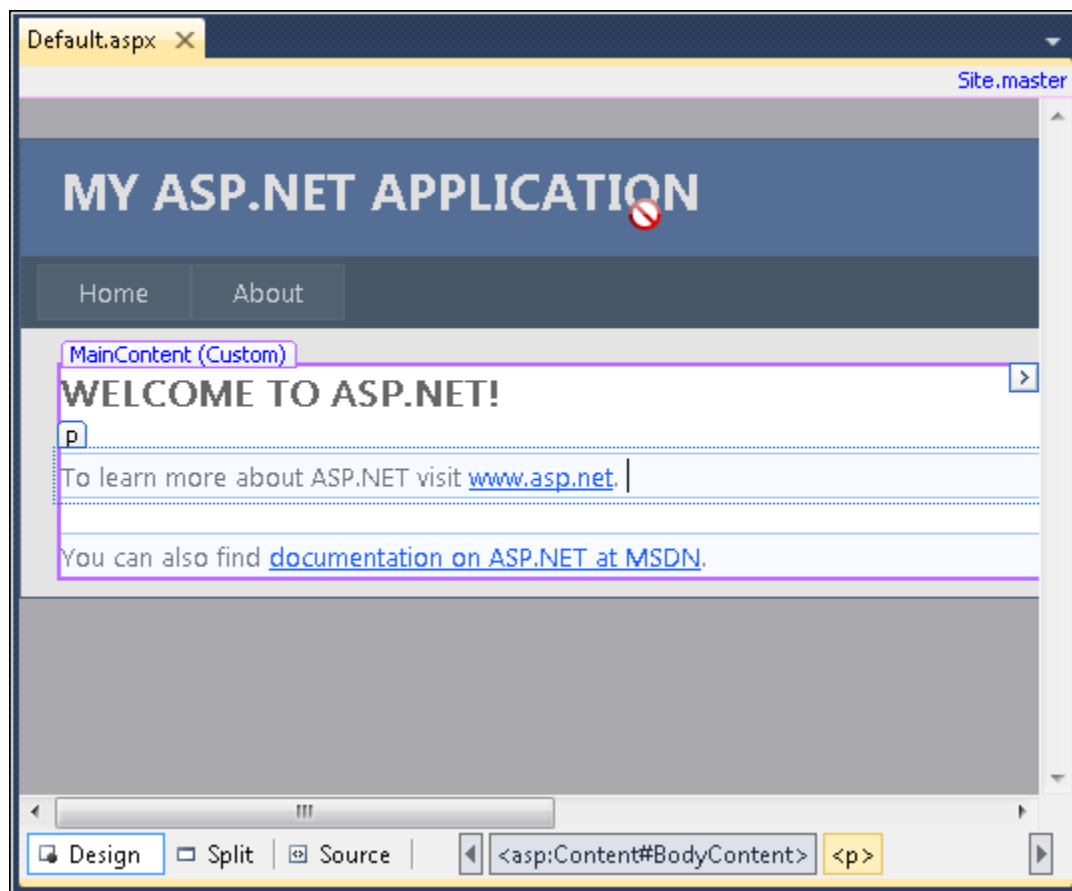 Default.aspx
Site.master
MY ASP.NET APPLICATION
Home About
MainContent (Custom)
WELCOME TO ASP.NET!
p
To learn more about ASP.NET visit www.asp.net.
You can also find documentation on ASP.NET at MSDN.
Design Split Source <asp:Content#BodyContent> <p>